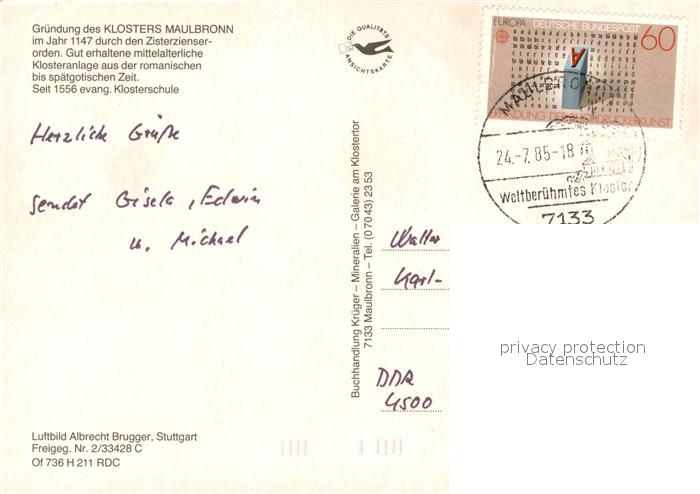 Gründung des KLOSTERS MAULBRONN
im Jahr 1147 durch den Zisterzienser-
orden. Gut erhaltene mittelalterliche
Klosteranlage aus der romanischen
bis spätgotischen Zeit.
Seit 1556 evang. Klosterschule
DIE QUALITÄTS
ANSICHTSKARTE
EUROPA DEUTSCHE BUNDESPOST 60
A
ERFINDUNG DER BUCHDRUCKERKUNST
MAULBRONN
24.-7.85-18
Weltberühmtes Kloster
7133
Herzliche Grüße
sendet Gisela, Edwin
u. Michael
Buchhandlung Krüger – Mineralien – Galerie am Klostertor
7133 Maulbronn – Tel. (0 70 43) 23 53
Walter
Karl-
DDR
4500
privacy protection
Datenschutz
Luftbild Albrecht Brugger, Stuttgart
Freigeg. Nr. 2/33428 C
Of 736 H 211 RDC